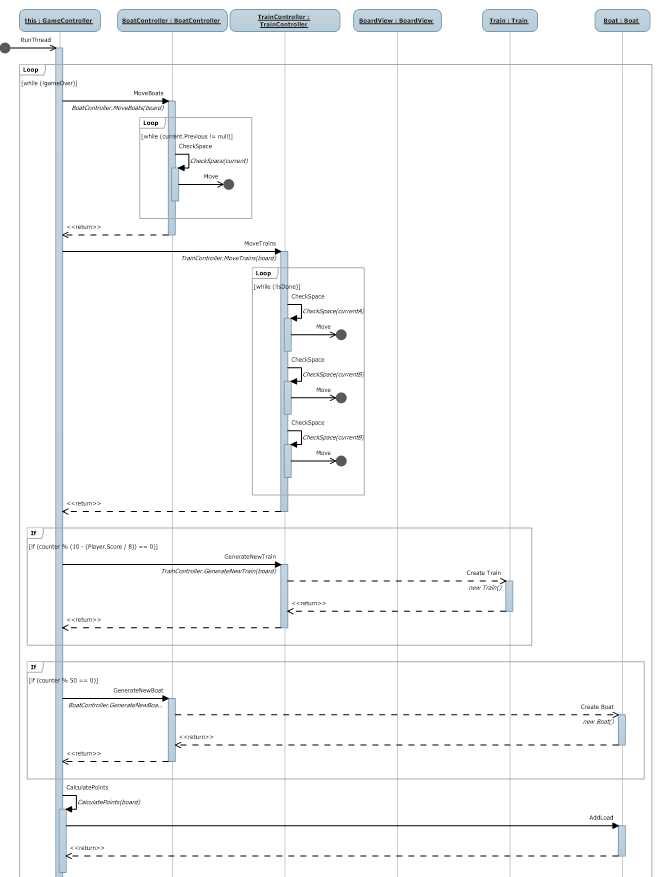 this : GameController
BoatController : BoatController
TrainController :
TrainController
BoardView : BoardView
Train : Train
Boat : Boat
RunThread
Loop
[while (!gameOver)]
MoveBoats
BoatController.MoveBoats(board)
Loop
[while (current.Previous != null)]
CheckSpace
CheckSpace(current)
Move
<<return>>
MoveTrains
TrainController.MoveTrains(board)
Loop
[while (!isDone)]
CheckSpace
CheckSpace(currentA)
Move
CheckSpace
CheckSpace(currentB)
Move
CheckSpace
CheckSpace(currentB)
Move
<<return>>
If
[if (counter % (10 - (Player.Score / 8)) == 0)]
GenerateNewTrain
TrainController.GenerateNewTrain(board)
Create Train
new Train()
<<return>>
<<return>>
If
[if (counter % 50 == 0)]
GenerateNewBoat
BoatController.GenerateNewBoa...
Create Boat
new Boat()
<<return>>
<<return>>
CalculatePoints
CalculatePoints(board)
AddLoad
<<return>>